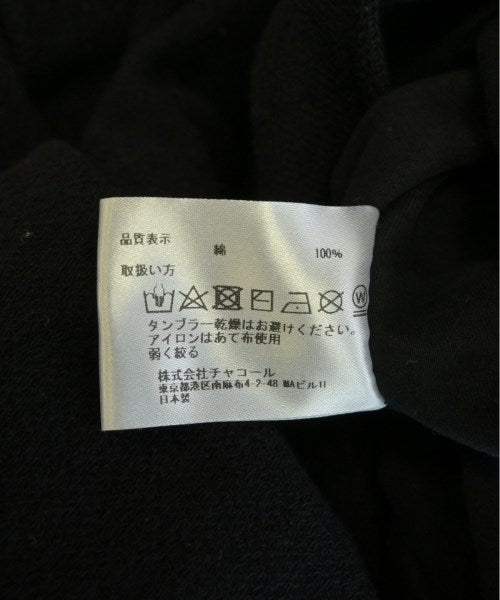 品質表示
綿 100%
取扱い方
W
タンブラー乾燥はお避けください。
アイロンはあて布使用
弱く絞る
株式会社チャコール
東京都港区南麻布4-2-48 MAビルII
日本製